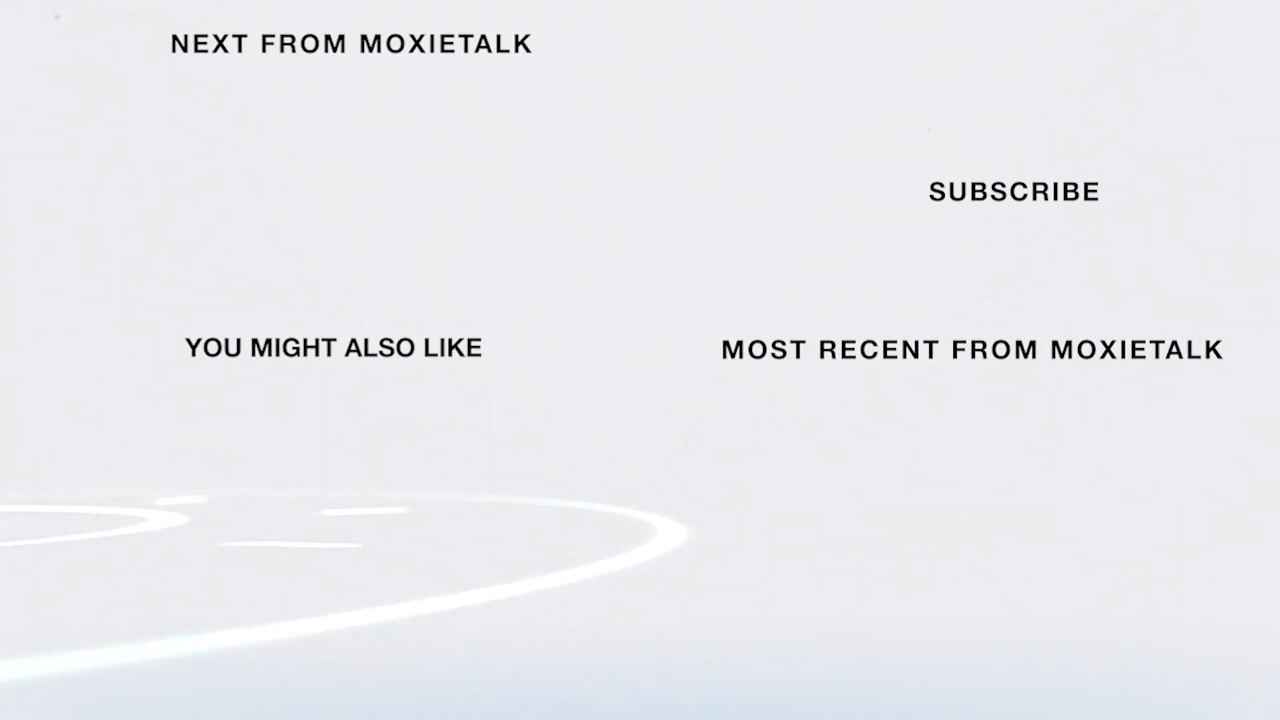 NEXT FROM MOXIETALK
SUBSCRIBE
YOU MIGHT ALSO LIKE
MOST RECENT FROM MOXIETALK